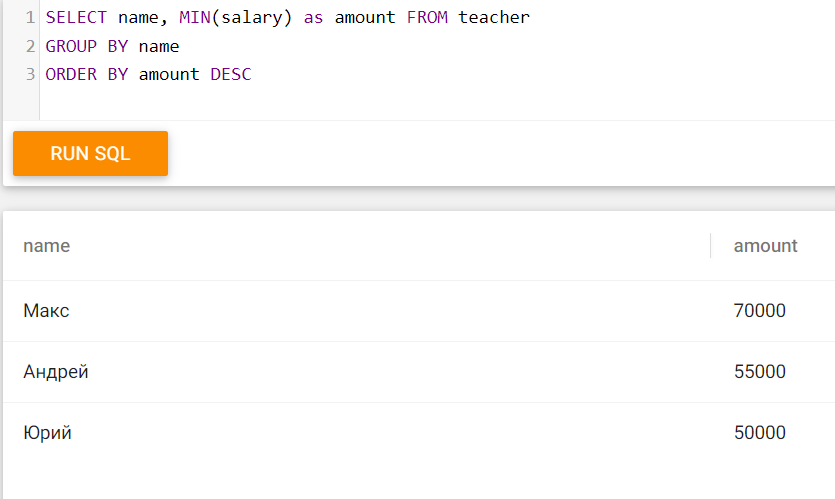 1 SELECT name, MIN(salary) as amount FROM teacher
2 GROUP BY name
3 ORDER BY amount DESC
RUN SQL
name amount
Макс 70000
Андрей 55000
Юрий 50000